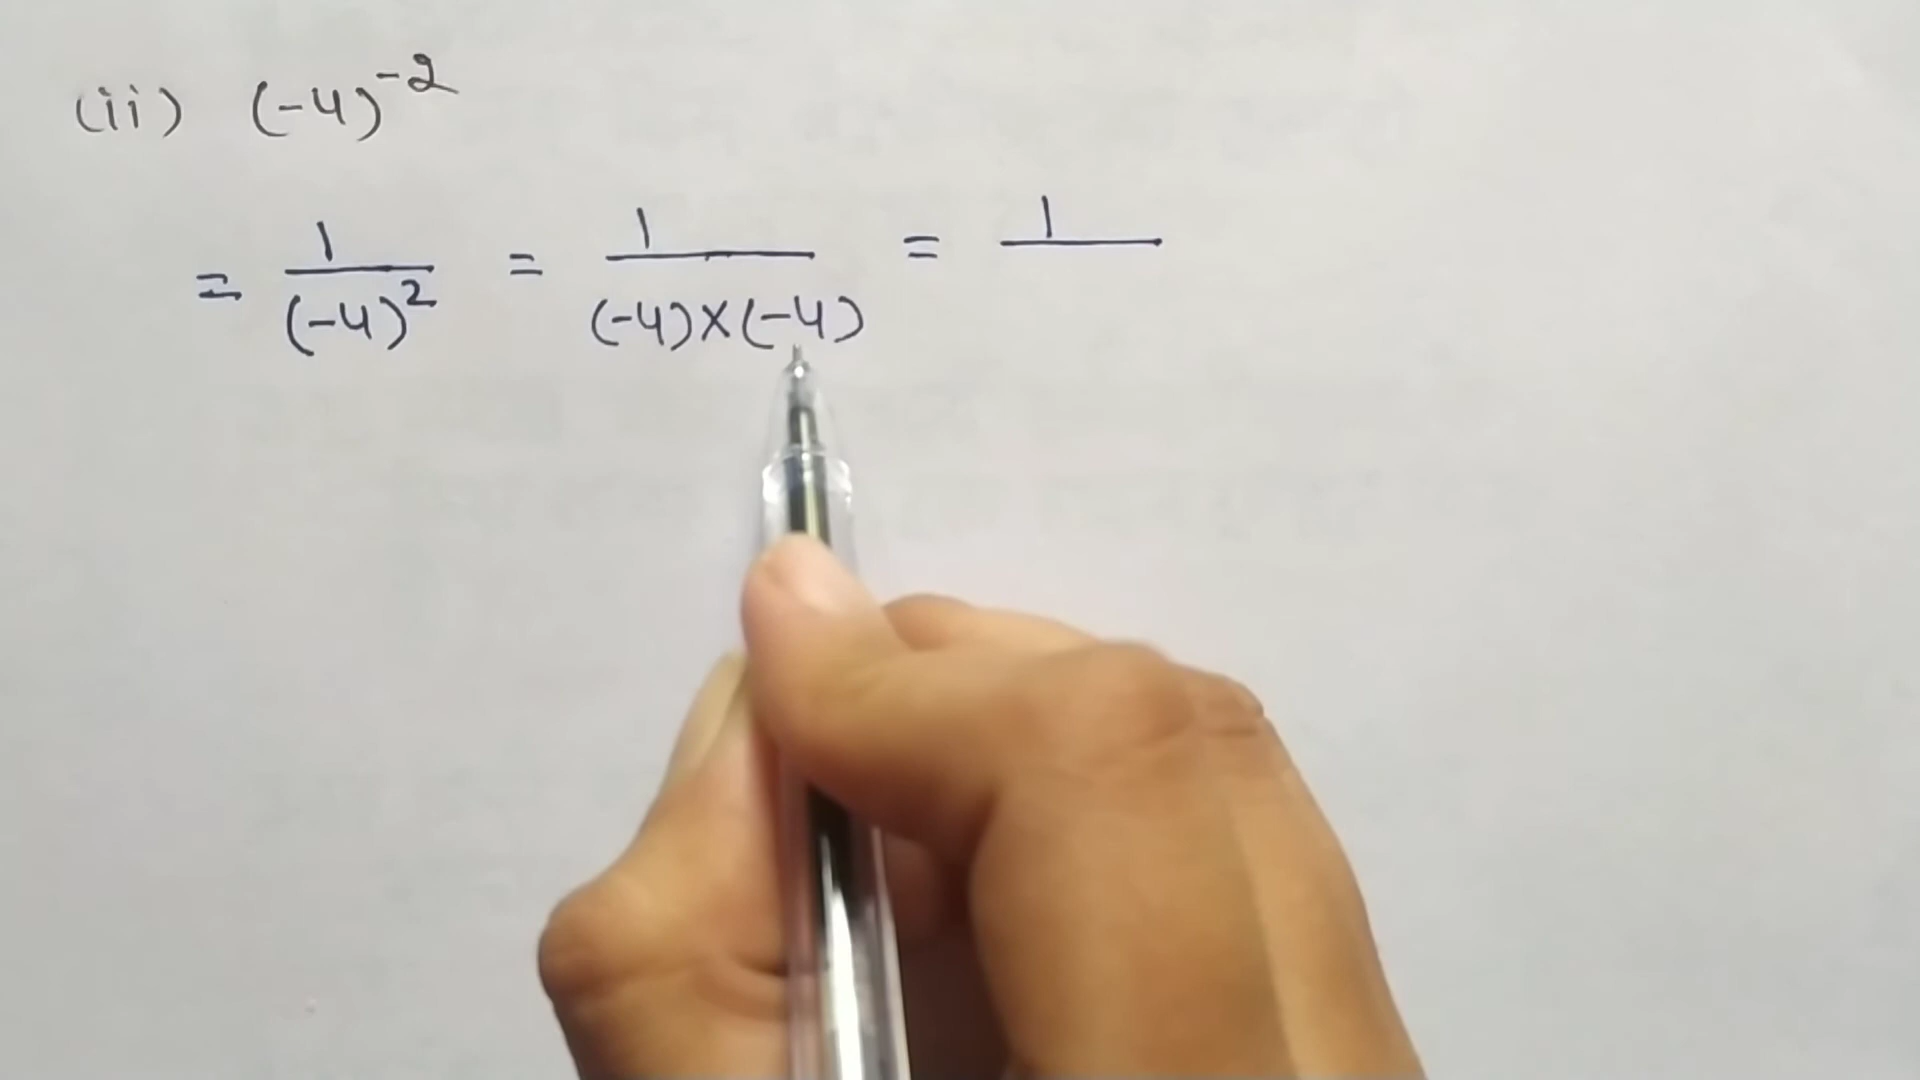 (ii) (-4)^-2
= 1/(-4)^2 = 1/(-4)×(-4) = 1/